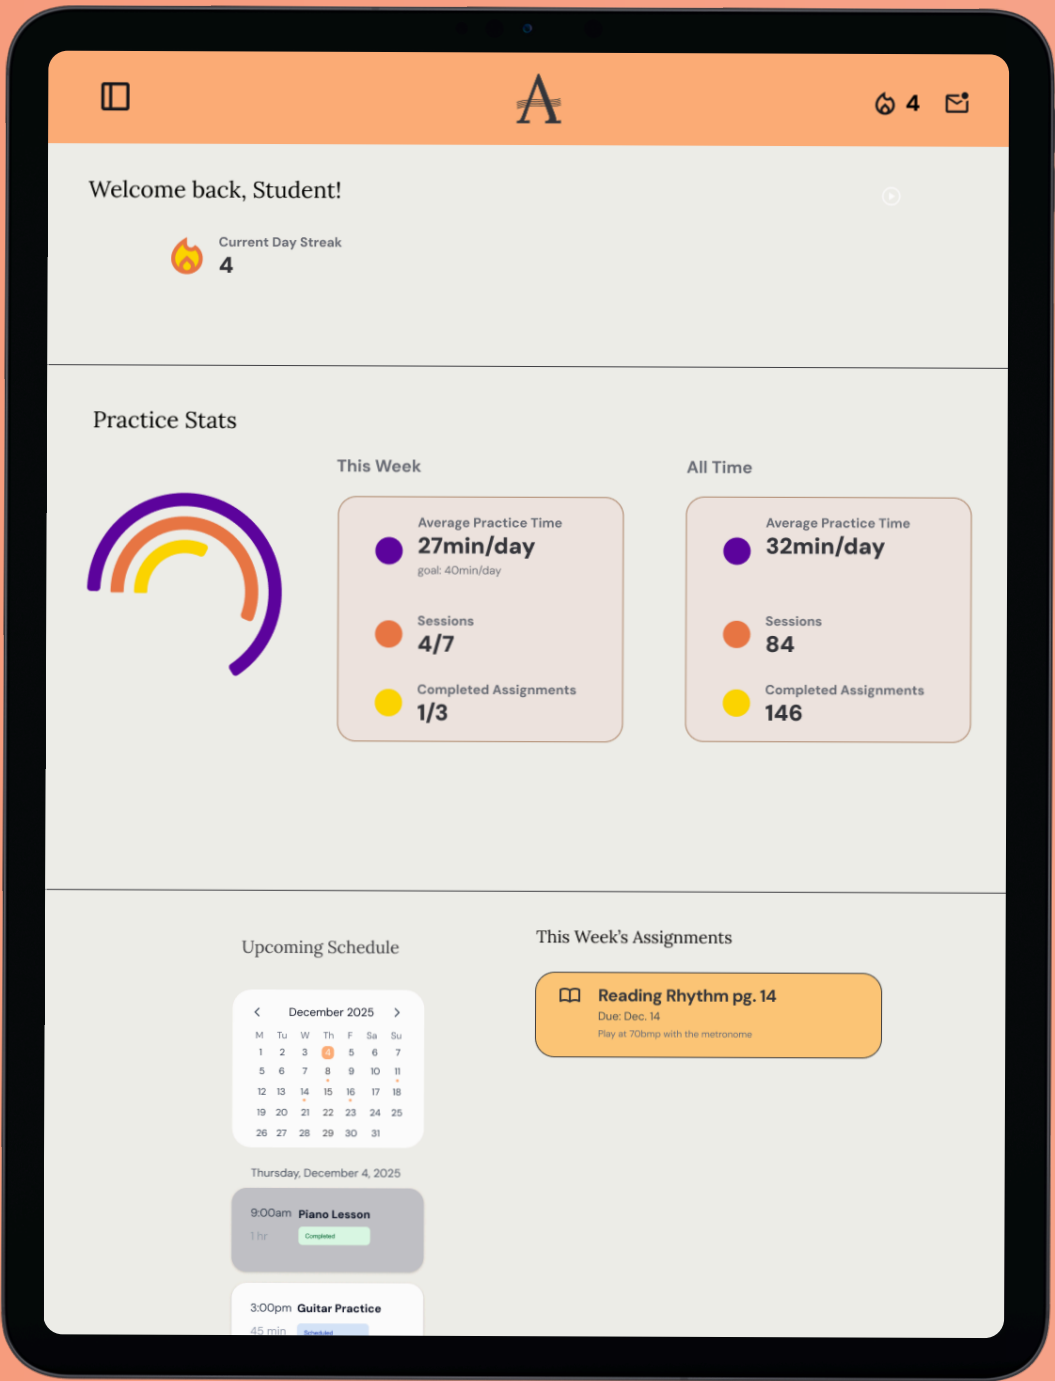 A
4
Welcome back, Student!
Current Day Streak
4
Practice Stats
This Week
Average Practice Time
27min/day
goal: 40min/day
Sessions
4/7
Completed Assignments
1/3
All Time
Average Practice Time
32min/day
Sessions
84
Completed Assignments
146
Upcoming Schedule
December 2025
M Tu W Th F Sa Su
1 2 3 4 5 6 7
5 6 7 8 9 10 11
12 13 14 15 16 17 18
19 20 21 22 23 24 25
26 27 28 29 30 31
Thursday, December 4, 2025
9:00am Piano Lesson
1 hr Completed
3:00pm Guitar Practice
45 min Scheduled
This Week's Assignments
Reading Rhythm pg. 14
Due: Dec. 14
Play at 70bmp with the metronome